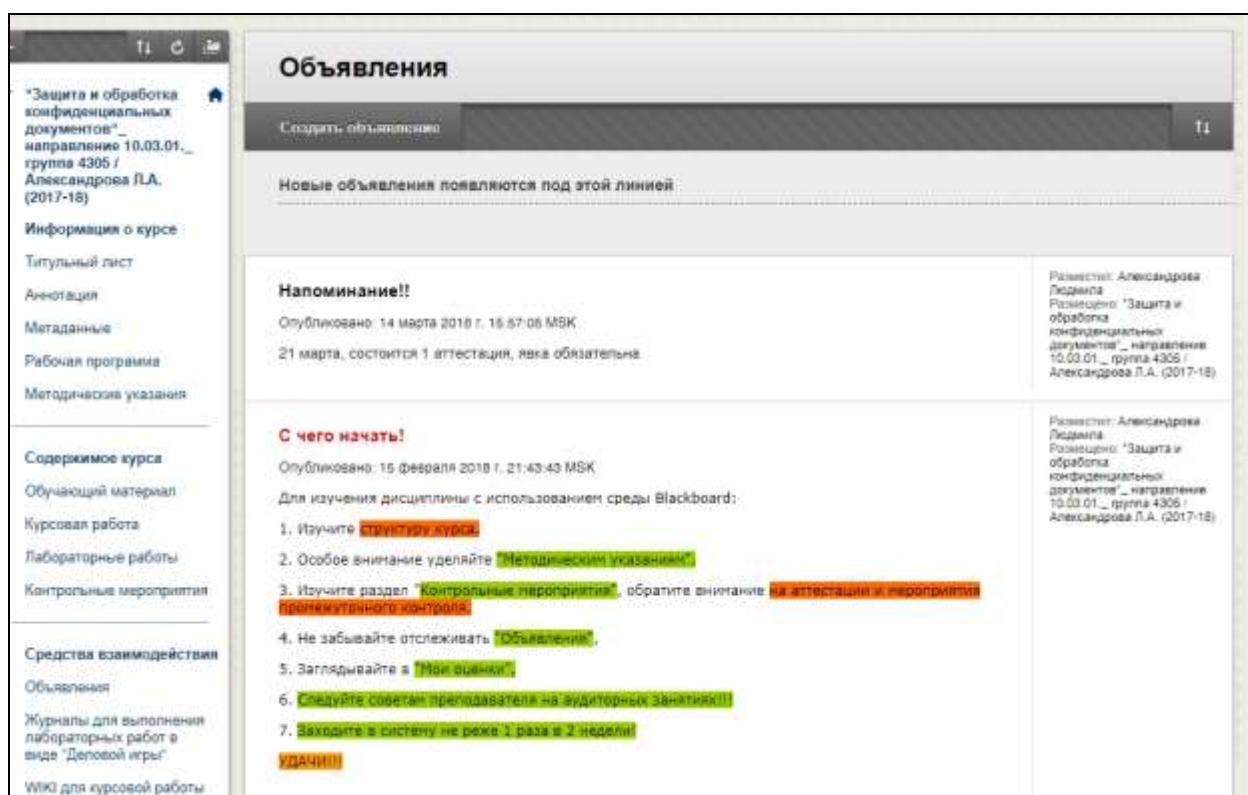 "Защита и обработка
конфиденциальных
документов"_
направление 10.03.01._
группа 4305 /
Александрова Л.А.
(2017-18)
Информация о курсе
Титульный лист
Аннотация
Метаданные
Рабочая программа
Методические указания
Содержимое курса
Обучающий материал
Курсовая работа
Лабораторные работы
Контрольные мероприятия
Средства взаимодействия
Объявления
Журналы для выполнения
лабораторных работ в
виде "Деловой игры"
WIKI для курсовой работы
Объявления
Создать объявление
Новые объявления появляются под этой линией
Напоминание!!
Опубликовано: 14 марта 2018 г. 15:57:05 MSK
21 марта, состоится 1 аттестация, явка обязательна
Разместил: Александрова
Людмила
Размещено: "Защита и
обработка
конфиденциальных
документов"_ направление
10.03.01._ группа 4305 /
Александрова Л.А. (2017-18)
С чего начать!
Опубликовано: 15 февраля 2018 г. 21:43:43 MSK
Для изучения дисциплины с использованием среды Blackboard:
1. Изучите структуру курса.
2. Особое внимание уделяйте "Методическим указаниям".
3. Изучите раздел "Контрольные мероприятия", обратите внимание на аттестации и мероприятия
промежуточного контроля.
4. Не забывайте отслеживать "Объявления".
5. Заглядывайте в "Мои оценки".
6. Следуйте советам преподавателя на аудиторных занятиях!!!
7. Заходите в систему не реже 1 раза в 2 недели!
УДАЧИ!!!
Разместил: Александрова
Людмила
Размещено: "Защита и
обработка
конфиденциальных
документов"_ направление
10.03.01._ группа 4305 /
Александрова Л.А. (2017-18)